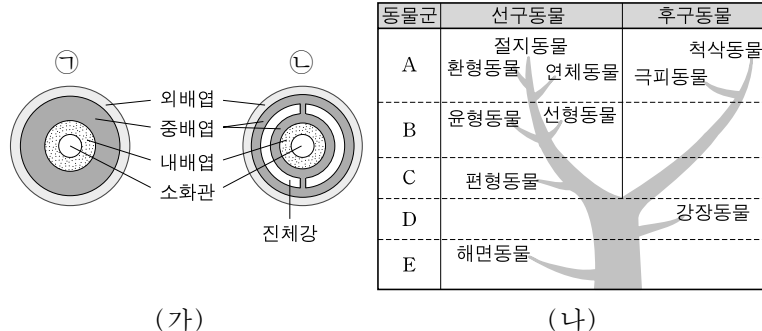 ㉠
㉡
외배엽
중배엽
내배엽
소화관
진체강
(가)
동물군 선구동물 후구동물
A 절지동물 척삭동물
환형동물 연체동물 극피동물
B 윤형동물 선형동물
C 편형동물
D 강장동물
E 해면동물
(나)